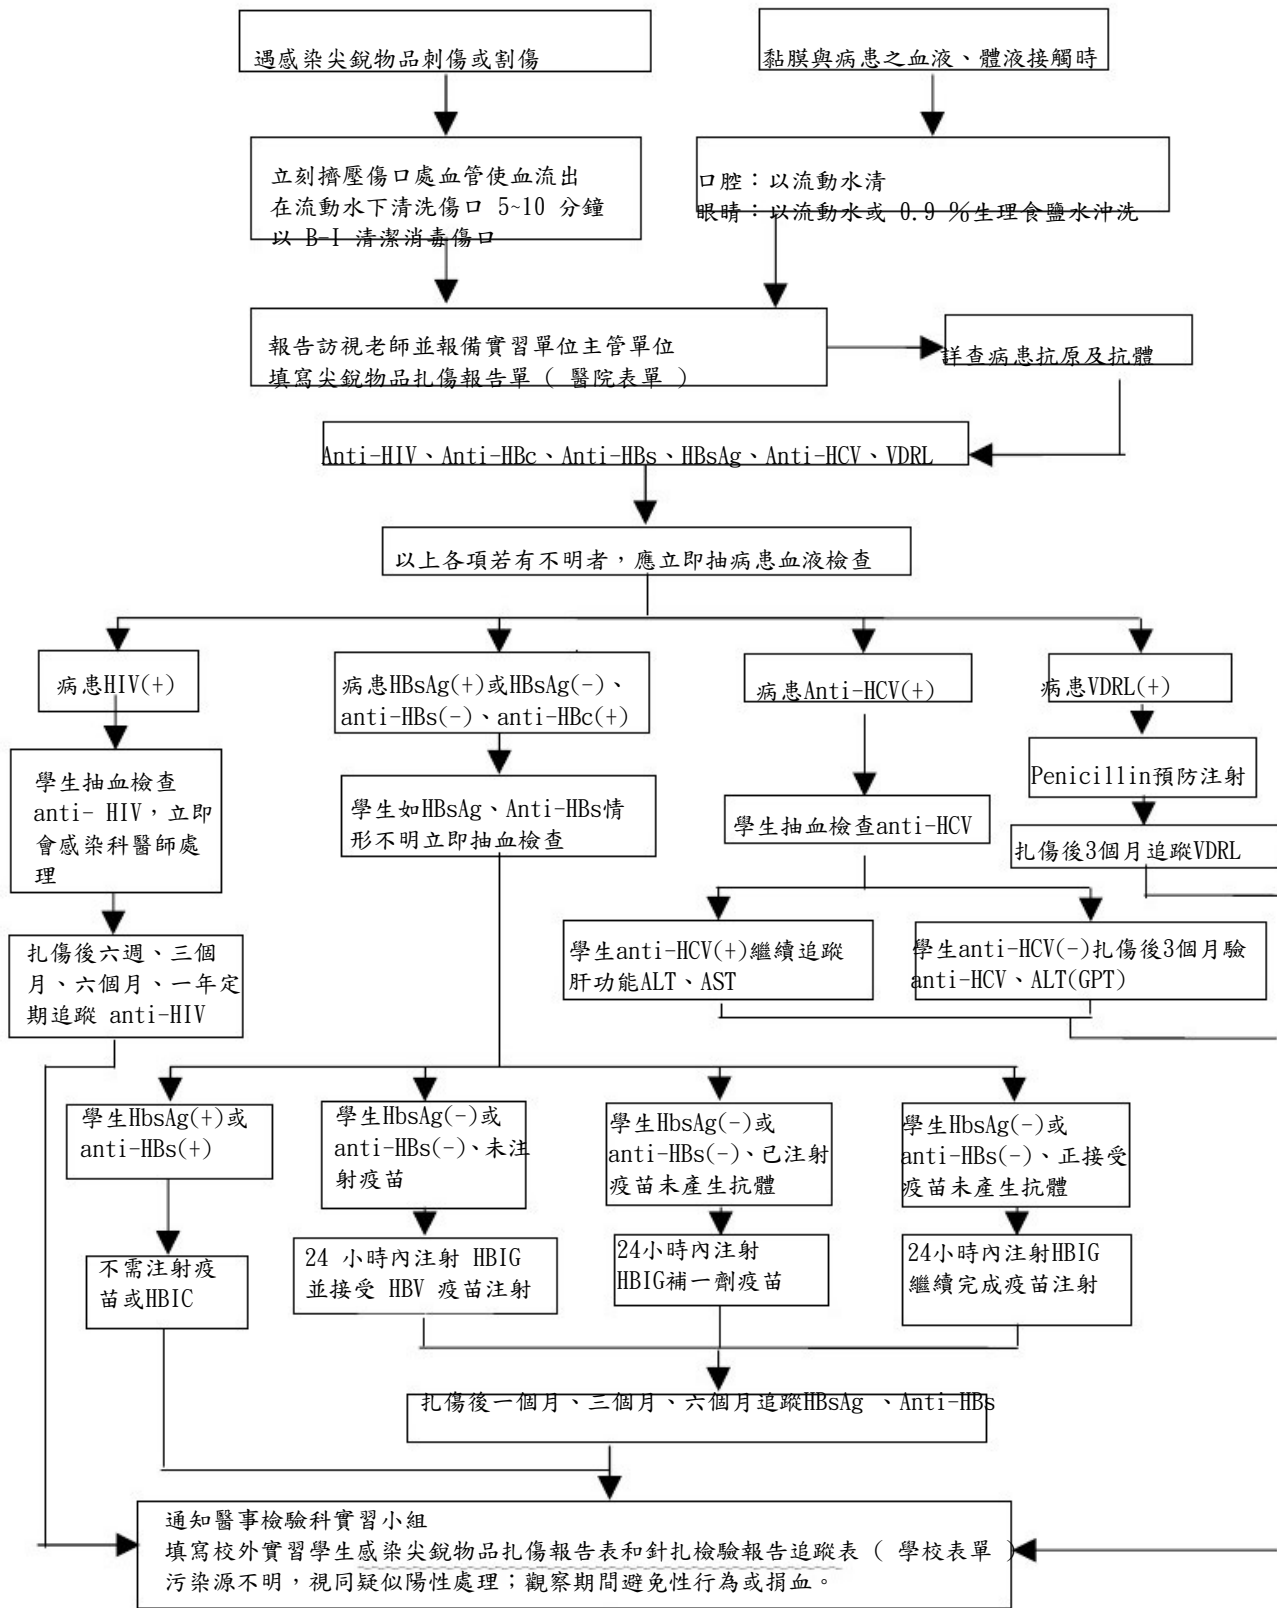 遇感染尖銳物品刺傷或割傷
黏膜與病患之血液、體液接觸時
立刻擠壓傷口處血管使血流出
在流動水下清洗傷口 5~10 分鐘
以 B-I 清潔消毒傷口
口腔：以流動水清
眼睛：以流動水或 0.9 %生理食鹽水沖洗
報告訪視老師並報備實習單位主管單位
填寫尖銳物品扎傷報告單 ( 醫院表單 )
詳查病患抗原及抗體
Anti-HIV、Anti-HBc、Anti-HBs、HBsAg、Anti-HCV、VDRL
以上各項若有不明者，應立即抽病患血液檢查
病患HIV(+)
病患HBsAg(+)或HBsAg(-)、
anti-HBs(-)、anti-HBc(+)
病患Anti-HCV(+)
病患VDRL(+)
學生抽血檢查
anti- HIV，立即
會感染科醫師處
理
學生如HBsAg、Anti-HBs情
形不明立即抽血檢查
學生抽血檢查anti-HCV
Penicillin預防注射
扎傷後3個月追蹤VDRL
扎傷後六週、三個
月、六個月、一年定
期追蹤 anti-HIV
學生anti-HCV(+)繼續追蹤
肝功能ALT、AST
學生anti-HCV(-)扎傷後3個月驗
anti-HCV、ALT(GPT)
學生HbsAg(+)或
anti-HBs(+)
學生HbsAg(-)或
anti-HBs(-)、未注
射疫苗
學生HbsAg(-)或
anti-HBs(-)、已注射
疫苗未產生抗體
學生HbsAg(-)或
anti-HBs(-)、正接受
疫苗未產生抗體
不需注射疫
苗或HBIC
24 小時內注射 HBIG
並接受 HBV 疫苗注射
24小時內注射
HBIG補一劑疫苗
24小時內注射HBIG
繼續完成疫苗注射
扎傷後一個月、三個月、六個月追蹤HBsAg 、Anti-HBs
通知醫事檢驗科實習小組
填寫校外實習學生感染尖銳物品扎傷報告表和針扎檢驗報告追蹤表 ( 學校表單 )
污染源不明，視同疑似陽性處理；觀察期間避免性行為或捐血。